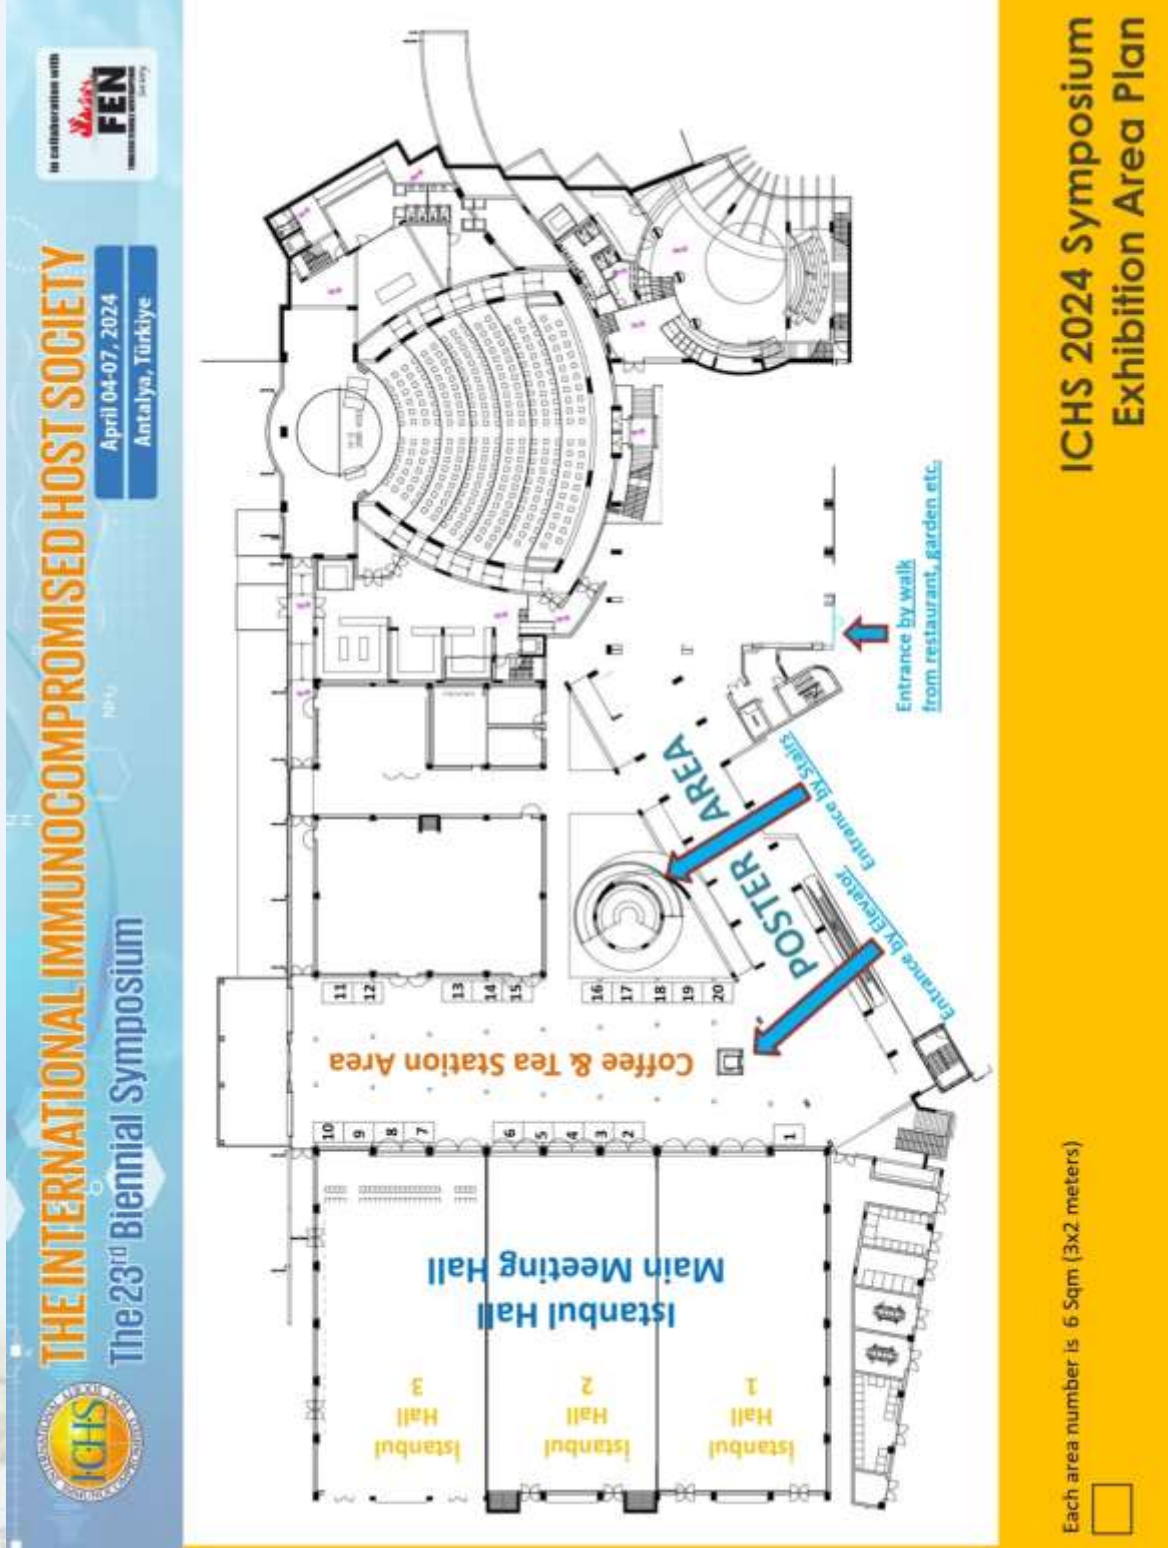 THE INTERNATIONAL IMMUNOCOMPROMISED HOST SOCIETY
The 23rd Biennial Symposium
April 04-07, 2024
Antalya, Türkiye
in collaboration with
FEN
ICHS
Istanbul Hall
Main Meeting Hall
Istanbul
Hall
3
Istanbul
Hall
2
Istanbul
Hall
1
10
9
8
7
6
5
4
3
2
1
Coffee & Tea Station Area
11
12
13
14
15
16
17
18
19
20
POSTER AREA
Entrance by Stairs
Entrance by Elevator
Entrance by walk
from restaurant, garden etc.
Each area number is 6 Sqm (3x2 meters)
ICHS 2024 Symposium
Exhibition Area Plan